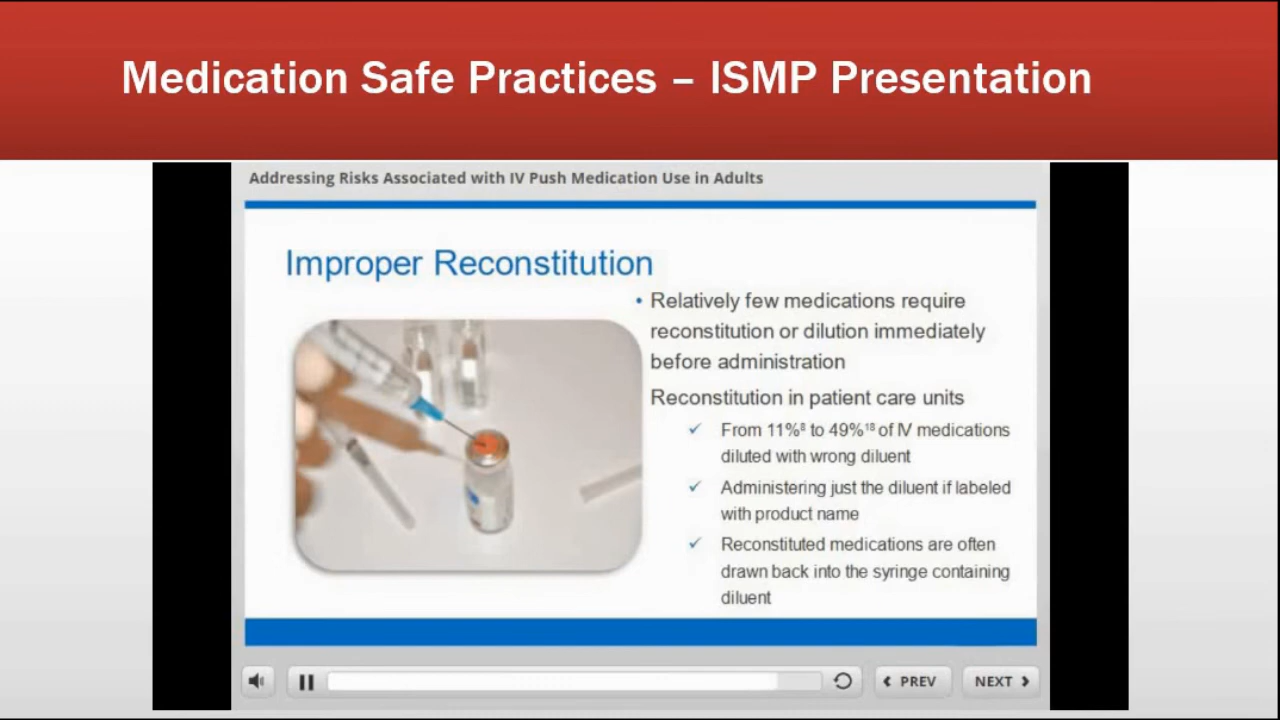 Medication Safe Practices – ISMP Presentation
Addressing Risks Associated with IV Push Medication Use in Adults
Improper Reconstitution
• Relatively few medications require
reconstitution or dilution immediately
before administration
Reconstitution in patient care units
✓ From 11%⁸ to 49%¹⁸ of IV medications
diluted with wrong diluent
✓ Administering just the diluent if labeled
with product name
✓ Reconstituted medications are often
drawn back into the syringe containing
diluent
PREV
NEXT